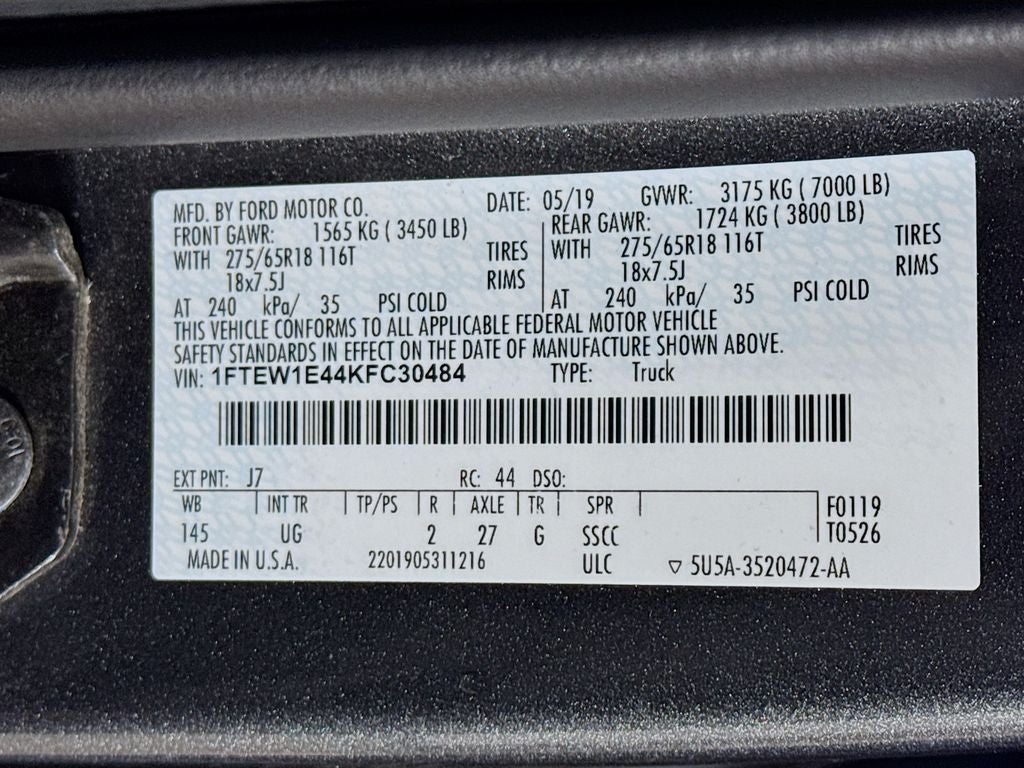 MFD. BY FORD MOTOR CO. DATE: 05/19 GVWR: 3175 KG ( 7000 LB)
FRONT GAWR: 1565 KG ( 3450 LB) REAR GAWR: 1724 KG ( 3800 LB)
WITH 275/65R18 116T TIRES WITH 275/65R18 116T TIRES
18x7.5J RIMS 18x7.5J RIMS
AT 240 kPa/ 35 PSI COLD AT 240 kPa/ 35 PSI COLD
THIS VEHICLE CONFORMS TO ALL APPLICABLE FEDERAL MOTOR VEHICLE
SAFETY STANDARDS IN EFFECT ON THE DATE OF MANUFACTURE SHOWN ABOVE.
VIN: 1FTEW1E44KFC30484 TYPE: Truck
EXT PNT: J7 RC: 44 DSO:
WB INT TR TP/PS R AXLE TR SPR F0119
145 UG 2 27 G SSCC T0526
MADE IN U.S.A. 2201905311216 ULC ▽ 5U5A-3520472-AA